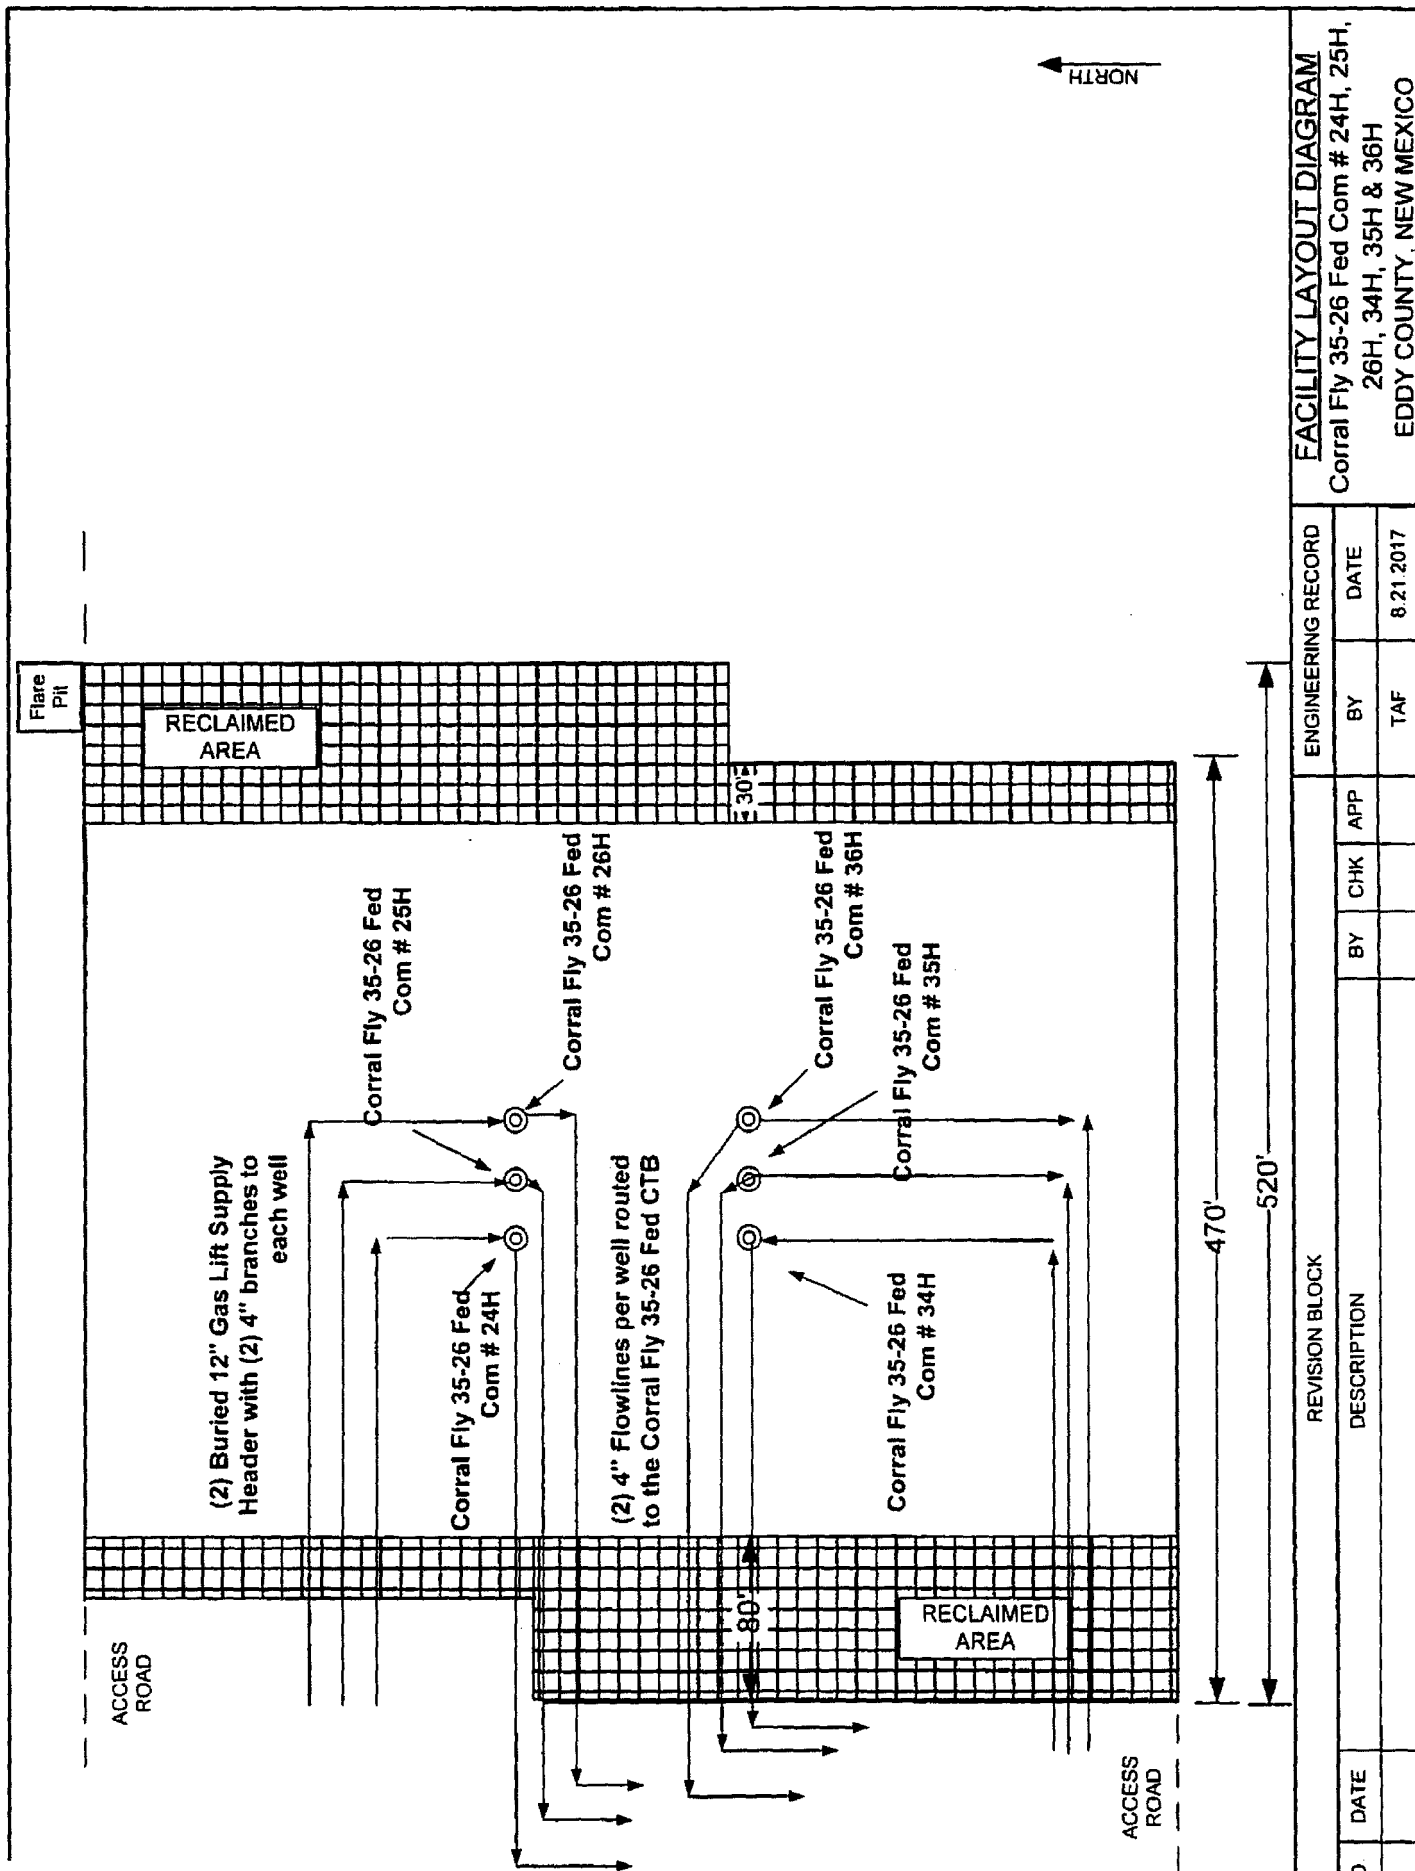 Flare
Pit
NORTH
RECLAIMED
AREA
30'
Corral Fly 35-26 Fed
Com # 25H
Corral Fly 35-26 Fed
Com # 26H
Corral Fly 35-26 Fed
Com # 36H
Corral Fly 35-26 Fed
Com # 35H
(2) Buried 12" Gas Lift Supply
Header with (2) 4" branches to
each well
(2) 4" Flowlines per well routed
to the Corral Fly 35-26 Fed CTB
Corral Fly 35-26 Fed
Com # 24H
Corral Fly 35-26 Fed
Com # 34H
80'
RECLAIMED
AREA
ACCESS
ROAD
ACCESS
ROAD
470'
520'
FACILITY LAYOUT DIAGRAM
Corral Fly 35-26 Fed Com # 24H, 25H,
26H, 34H, 35H & 36H
EDDY COUNTY, NEW MEXICO
ENGINEERING RECORD
BY DATE
TAF 8.21.2017
REVISION BLOCK
DATE DESCRIPTION BY CHK APP